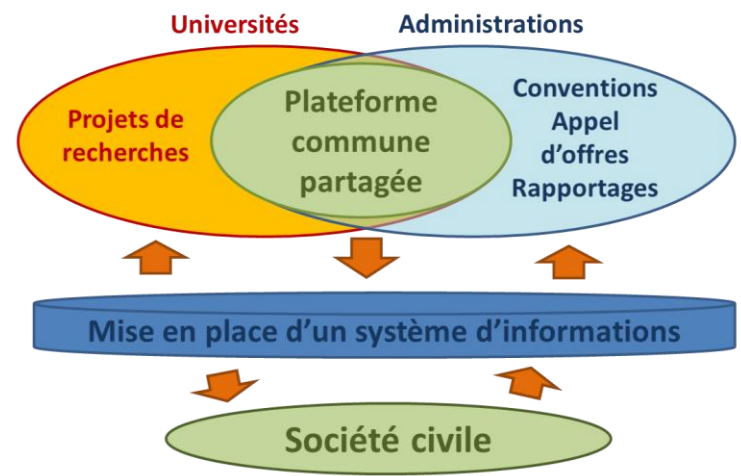 Universités
Administrations
Projets de
recherches
Plateforme
commune
partagée
Conventions
Appel
d'offres
Rapportages
Mise en place d'un système d'informations
Société civile